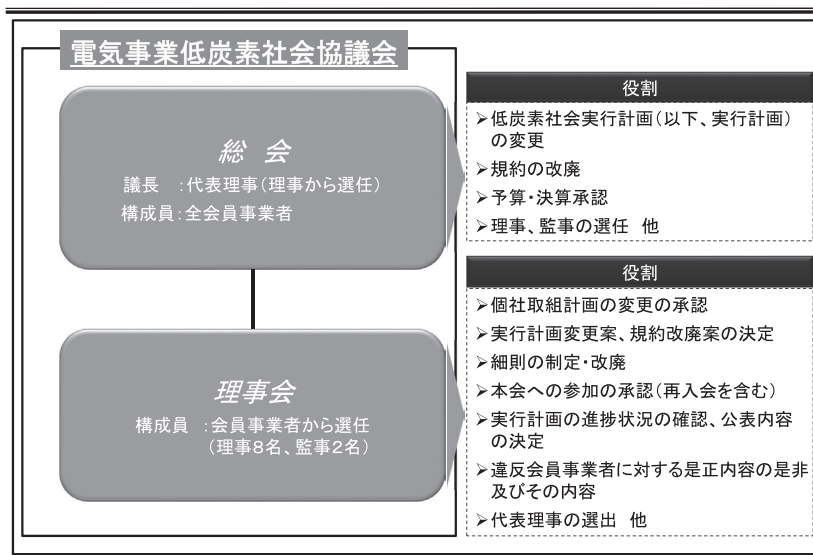 電気事業低炭素社会協議会
総 会
議長 :代表理事(理事から選任)
構成員:全会員事業者
役割
➢低炭素社会実行計画(以下、実行計画)
の変更
➢規約の改廃
➢予算・決算承認
➢理事、監事の選任 他
理事会
構成員 :会員事業者から選任
(理事8名、監事2名)
役割
➢個社取組計画の変更の承認
➢実行計画変更案、規約改廃案の決定
➢細則の制定・改廃
➢本会への参加の承認(再入会を含む)
➢実行計画の進捗状況の確認、公表内容
の決定
➢違反会員事業者に対する是正内容の是非
及びその内容
➢代表理事の選出 他